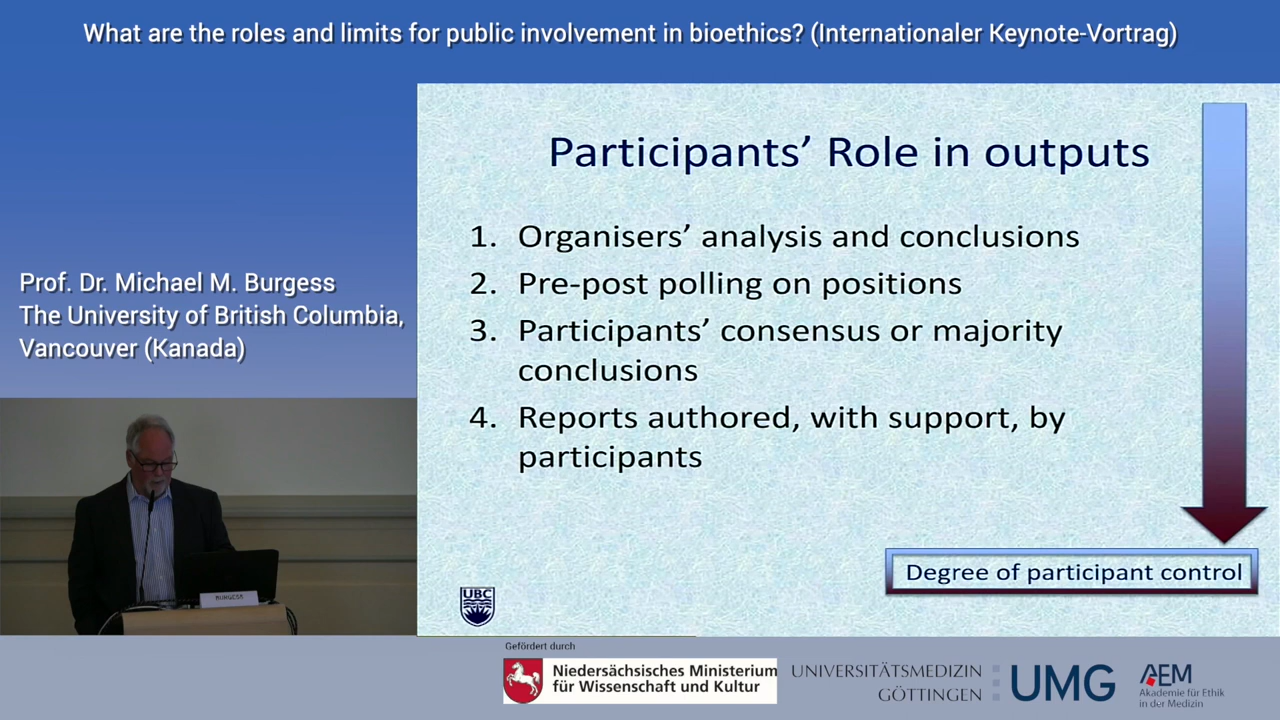 What are the roles and limits for public involvement in bioethics? (Internationaler Keynote-Vortrag)
Prof. Dr. Michael M. Burgess
The University of British Columbia,
Vancouver (Kanada)
BURGESS
Participants’ Role in outputs
1. Organisers’ analysis and conclusions
2. Pre-post polling on positions
3. Participants’ consensus or majority
conclusions
4. Reports authored, with support, by
participants
Degree of participant control
UBC
Gefördert durch
Niedersächsisches Ministerium
für Wissenschaft und Kultur
UNIVERSITÄTSMEDIZIN
GÖTTINGEN
UMG
AEM
Akademie für Ethik
in der Medizin